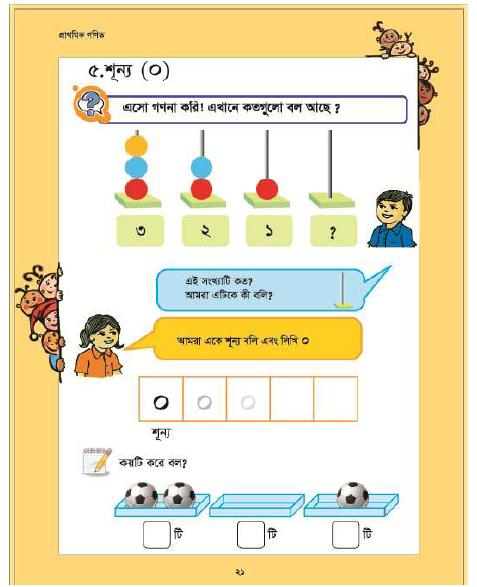 প্রাথমিক গণিত
৫.শূন্য (০)
এসো গণনা করি! এখানে কতগুলো বল আছে ?
৩ ২ ১ ?
এই সংখ্যাটি কত?
আমরা এটিকে কী বলি?
আমরা একে শূন্য বলি এবং লিখি ০
০ ০ ০
শূন্য
কয়টি করে বল?
টি টি টি
২১